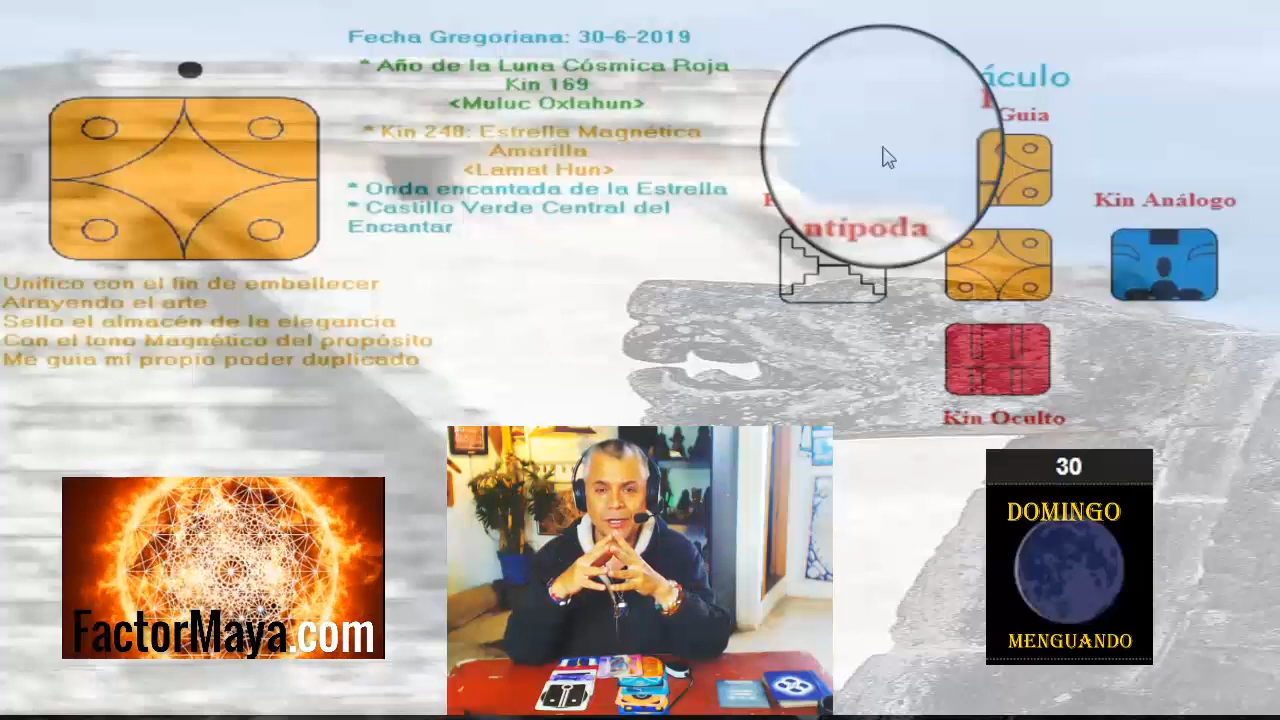 Fecha Gregoriana: 30-6-2019
* Año de la Luna Cósmica Roja
Kin 169
<Muluc Oxlahun>
* Kin 248: Estrella Magnética
Amarilla
<Lamat Hun>
* Onda encantada de la Estrella
* Castillo Verde Central del
Encantar
Unifico con el fin de embellecer
Atrayendo el arte
Sello el almacén de la elegancia
Con el tono Magnético del propósito
Me guia mi propio poder duplicado
áculo
Guia
Kin Análogo
ntipoda
Kin Oculto
FactorMaya.com
30
DOMINGO
MENGUANDO